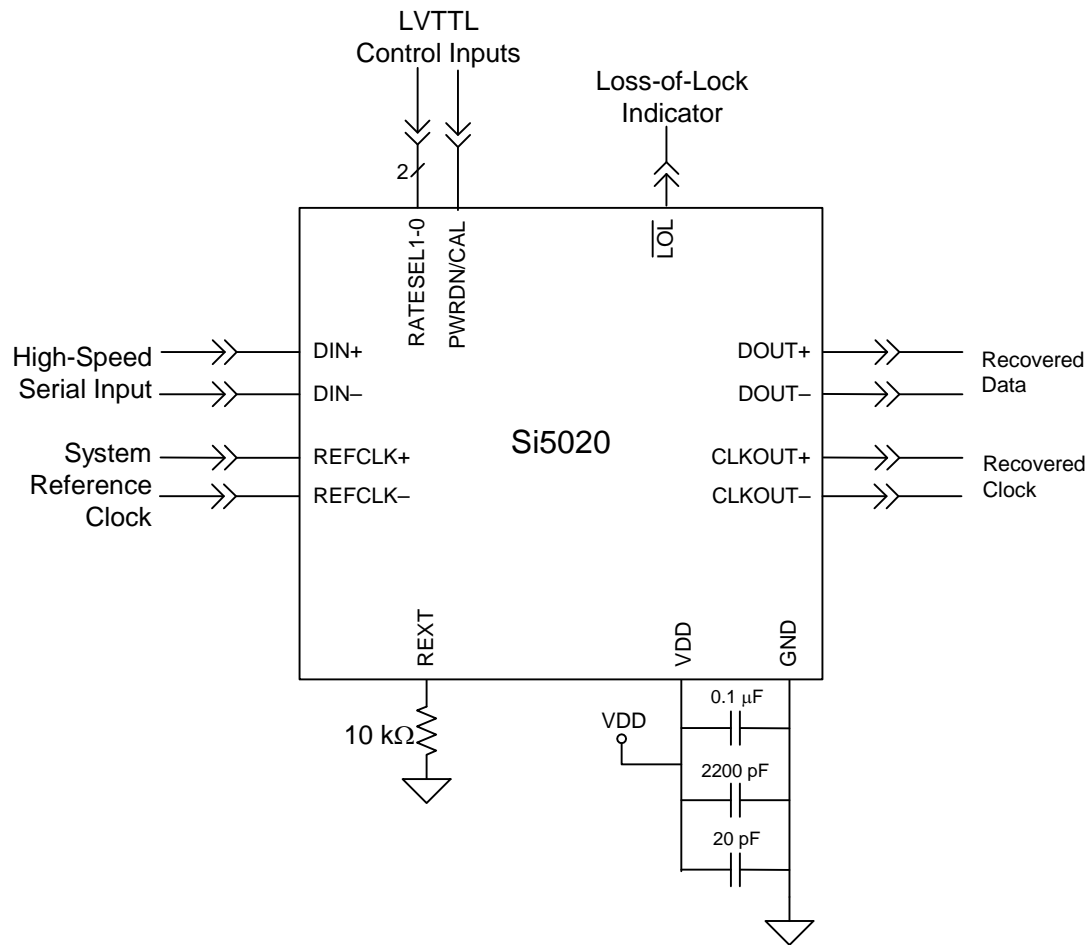 LVTTL
Control Inputs
Loss-of-Lock
Indicator
2
RATESEL1-0
PWRDN/CAL
LOL
High-Speed
Serial Input
DIN+
DIN–
DOUT+
DOUT–
Recovered
Data
Si5020
System
Reference
Clock
REFCLK+
REFCLK–
CLKOUT+
CLKOUT–
Recovered
Clock
REXT
VDD
GND
10 kΩ
VDD
0.1 μF
2200 pF
20 pF